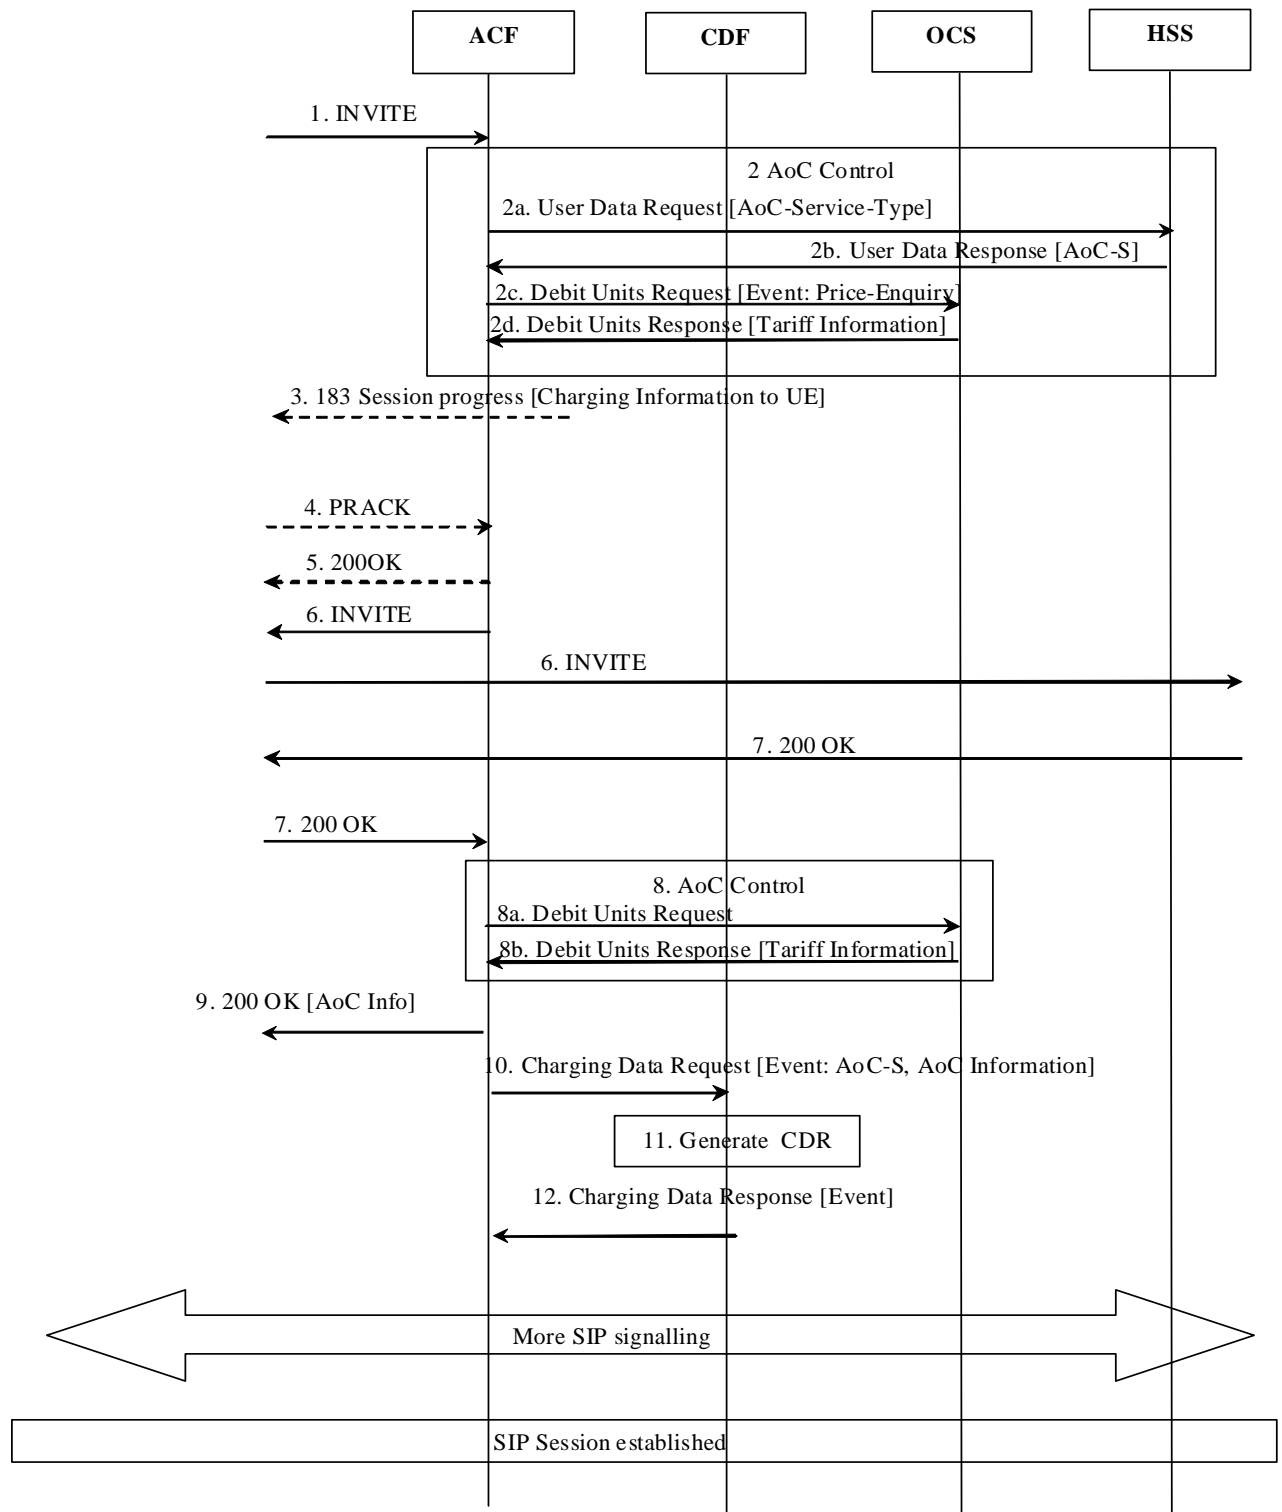 ACF
CDF
OCS
HSS
1. INVITE
2 AoC Control
2a. User Data Request [AoC-Service-Type]
2b. User Data Response [AoC-S]
2c. Debit Units Request [Event: Price-Enquiry]
2d. Debit Units Response [Tariff Information]
3. 183 Session progress [Charging Information to UE]
4. PRACK
5. 200OK
6. INVITE
6. INVITE
7. 200 OK
7. 200 OK
8. AoC Control
8a. Debit Units Request
8b. Debit Units Response [Tariff Information]
9. 200 OK [AoC Info]
10. Charging Data Request [Event: AoC-S, AoC Information]
11. Generate CDR
12. Charging Data Response [Event]
More SIP signalling
SIP Session established